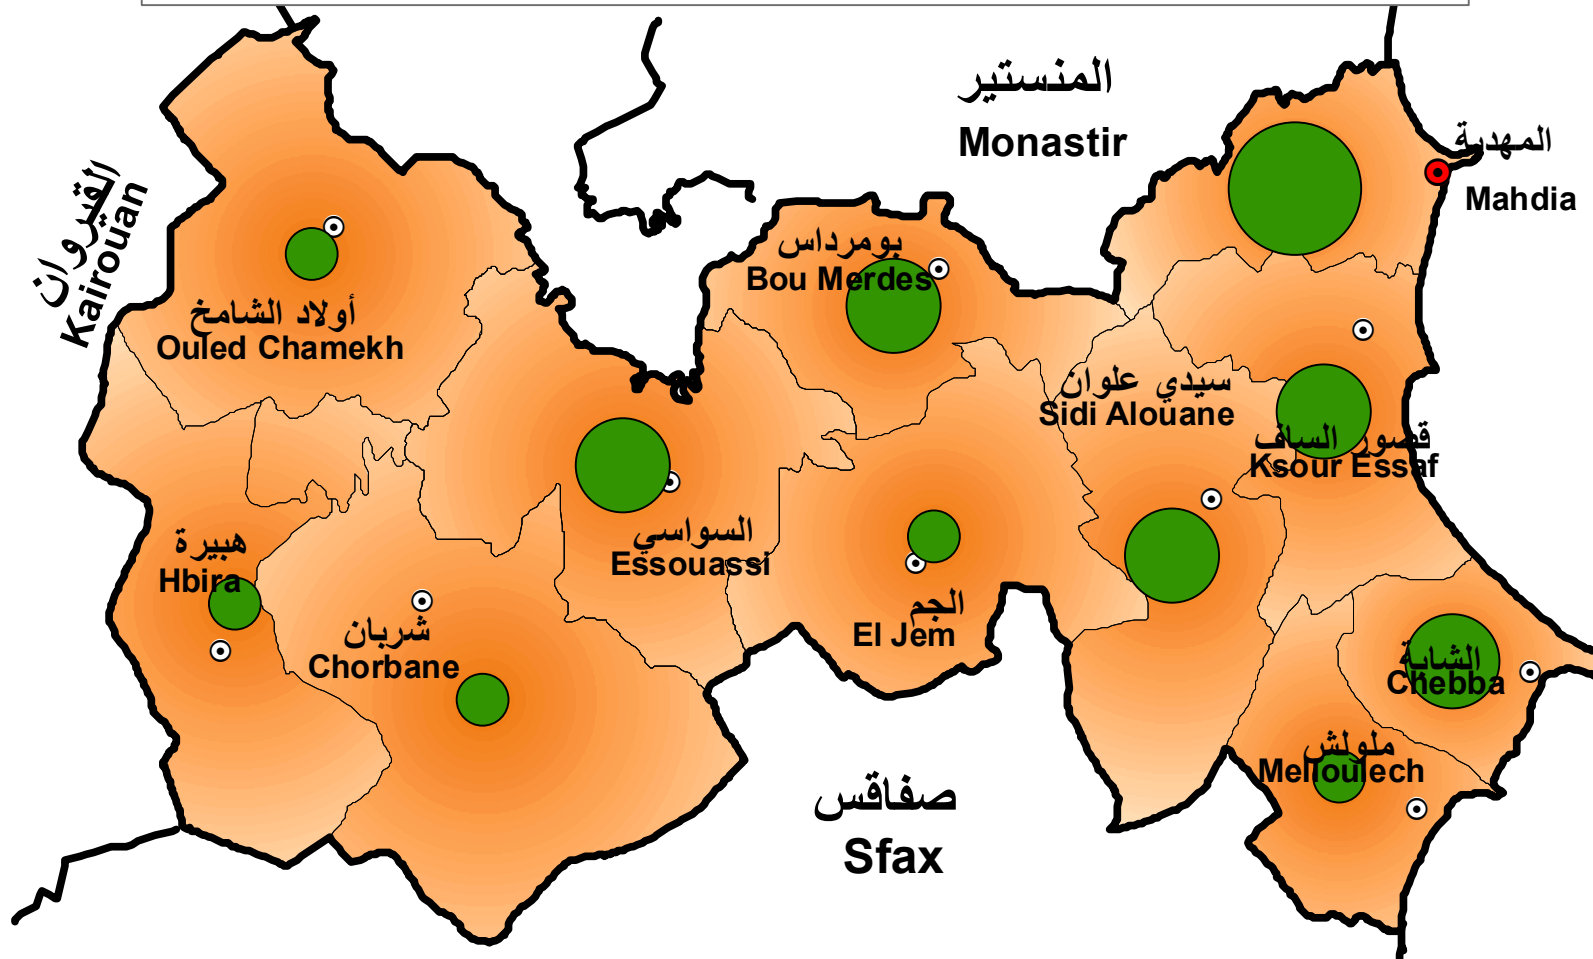 المنستير
Monastir
المهدية
Mahdia
القيروان
Kairouan
بومرداس
Bou Merdes
أولاد الشامخ
Ouled Chamekh
سيدي علوان
Sidi Alouane
قصور الساف
Ksour Essaf
السواسي
Essouassi
هبيرة
Hbira
الجم
El Jem
شربان
Chorbane
الشابة
Chebba
ملولش
Melloulech
صفاقس
Sfax